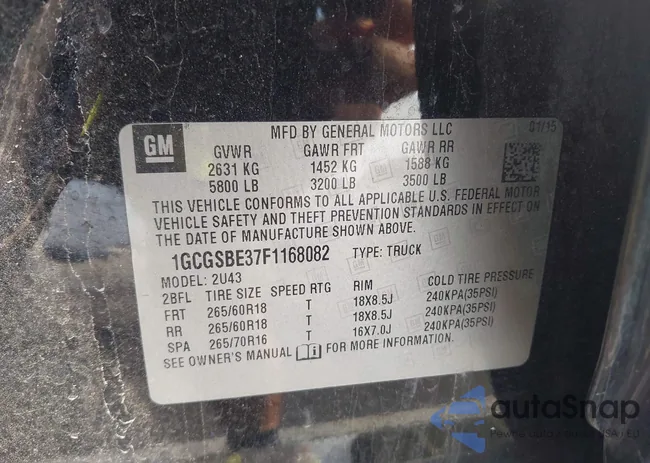 MFD BY GENERAL MOTORS LLC 01/15
GM
GVWR GAWR FRT GAWR RR
2631 KG 1452 KG 1588 KG
5800 LB 3200 LB 3500 LB
THIS VEHICLE CONFORMS TO ALL APPLICABLE U.S. FEDERAL MOTOR
VEHICLE SAFETY AND THEFT PREVENTION STANDARDS IN EFFECT ON
THE DATE OF MANUFACTURE SHOWN ABOVE.
1GCGSBE37F1168082 TYPE: TRUCK
MODEL: 2U43
2BFL TIRE SIZE SPEED RTG RIM COLD TIRE PRESSURE
FRT 265/60R18 T 18X8.5J 240KPA(35PSI)
RR 265/60R18 T 18X8.5J 240KPA(35PSI)
SPA 265/70R16 T 16X7.0J 240KPA(35PSI)
SEE OWNER'S MANUAL FOR MORE INFORMATION.
autoSnap